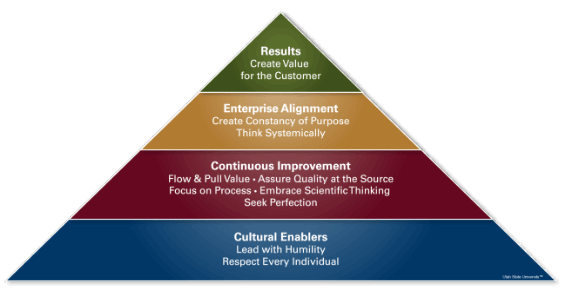 Results
Create Value
for the Customer
Enterprise Alignment
Create Constancy of Purpose
Think Systemically
Continuous Improvement
Flow & Pull Value • Assure Quality at the Source
Focus on Process • Embrace Scientific Thinking
Seek Perfection
Cultural Enablers
Lead with Humility
Respect Every Individual
Utah State University™